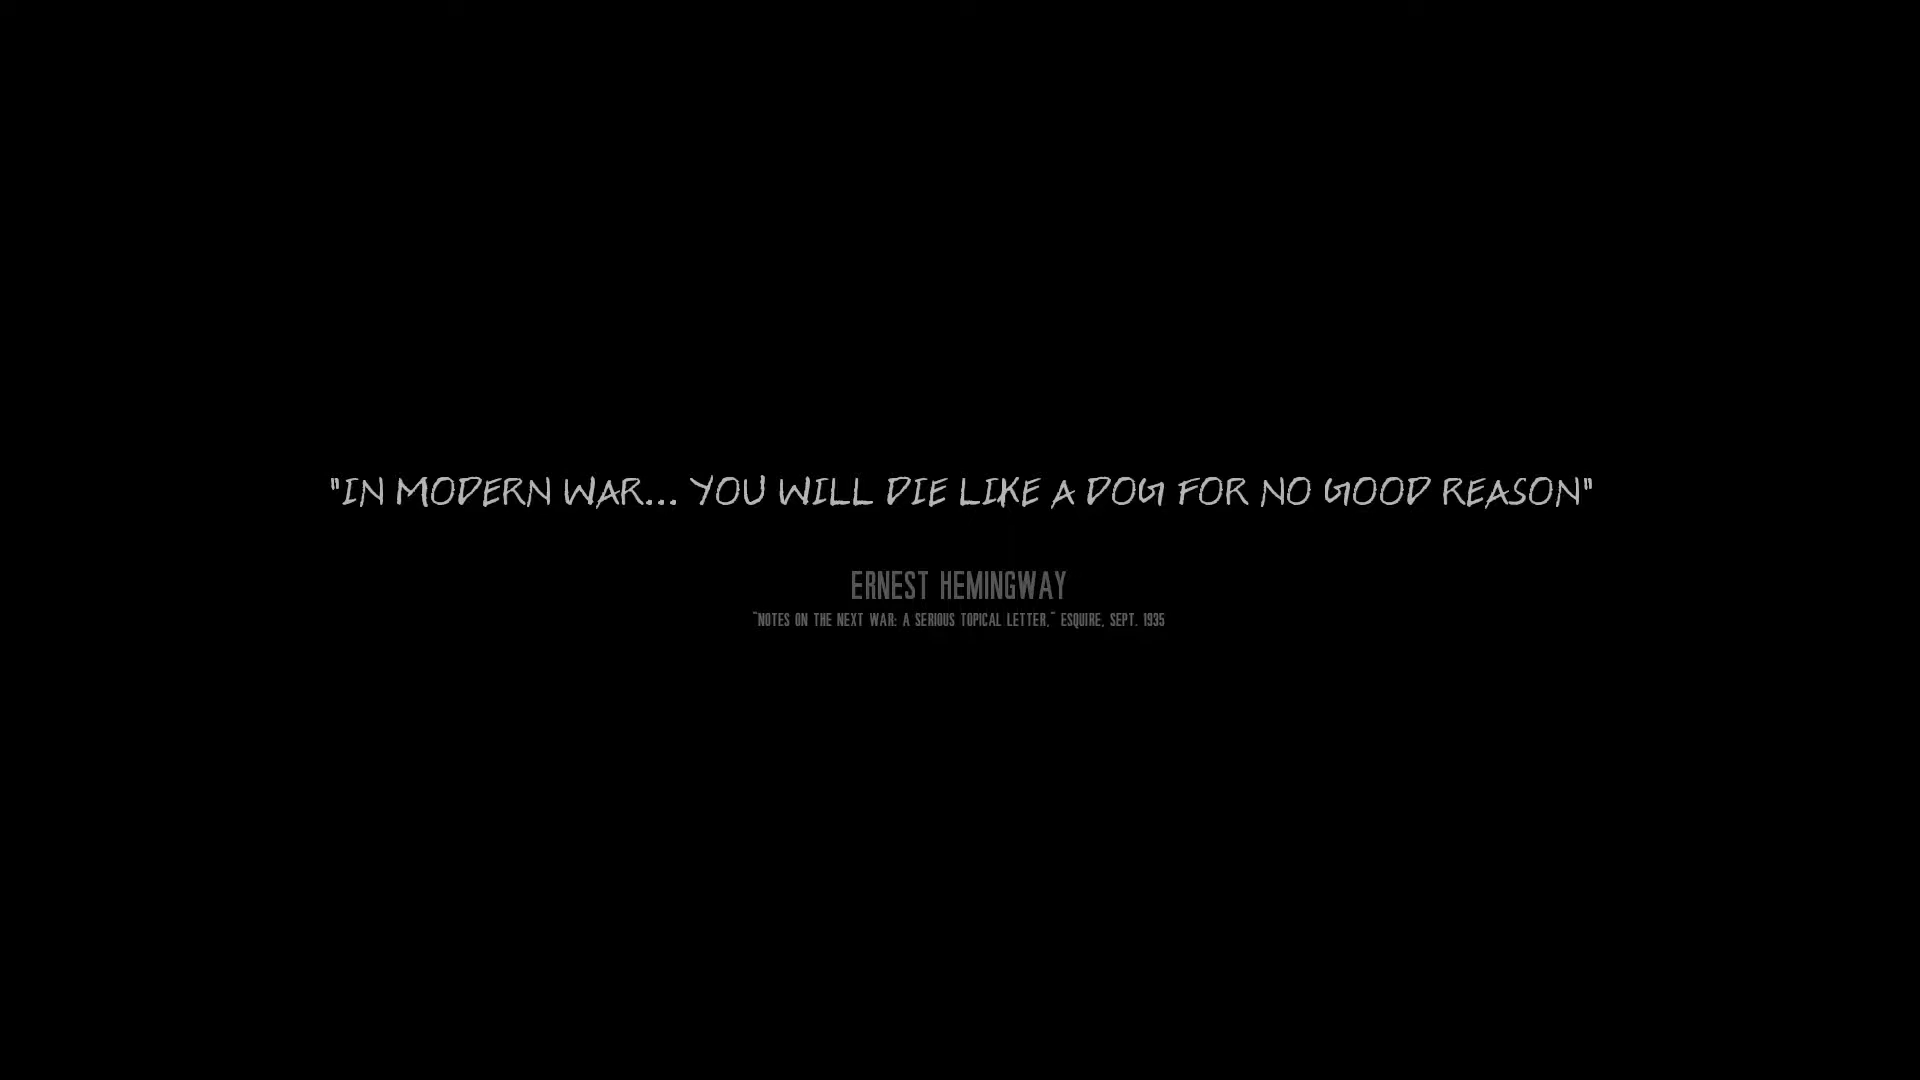 "IN MODERN WAR... YOU WILL DIE LIKE A DOG FOR NO GOOD REASON"
ERNEST HEMINGWAY
"NOTES ON THE NEXT WAR: A SERIOUS TOPICAL LETTER," ESQUIRE, SEPT. 1935